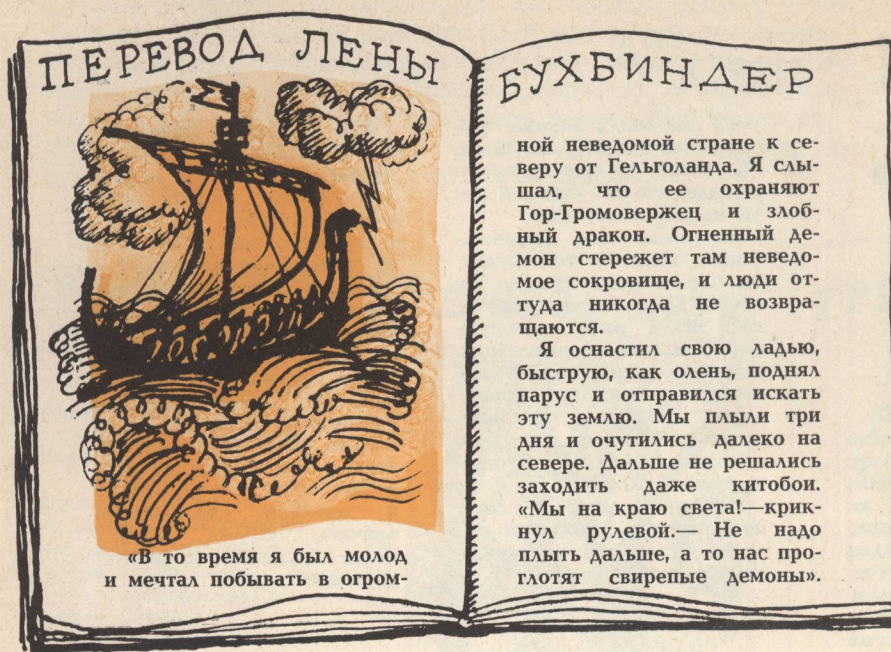 ПЕРЕВОД ЛЕНЫ
БУХБИНДЕР
«В то время я был молод
и мечтал побывать в огром-
ной неведомой стране к се-
веру от Гельголанда. Я слы-
шал, что ее охраняют
Тор-Громовержец и злоб-
ный дракон. Огненный де-
мон стережет там неведо-
мое сокровище, и люди от-
туда никогда не возвра-
щаются.
Я оснастил свою ладью,
быструю, как олень, поднял
парус и отправился искать
эту землю. Мы плыли три
дня и очутились далеко на
севере. Дальше не решались
заходить даже китобои.
«Мы на краю света!—крик-
нул рулевой.— Не надо
плыть дальше, а то нас про-
глотят свирепые демоны».